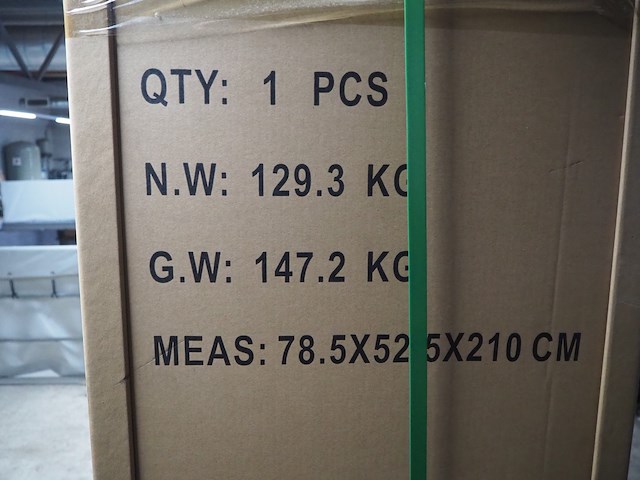 QTY: 1 PCS
N.W: 129.3 KG
G.W: 147.2 KG
MEAS: 78.5X52.5X210 CM